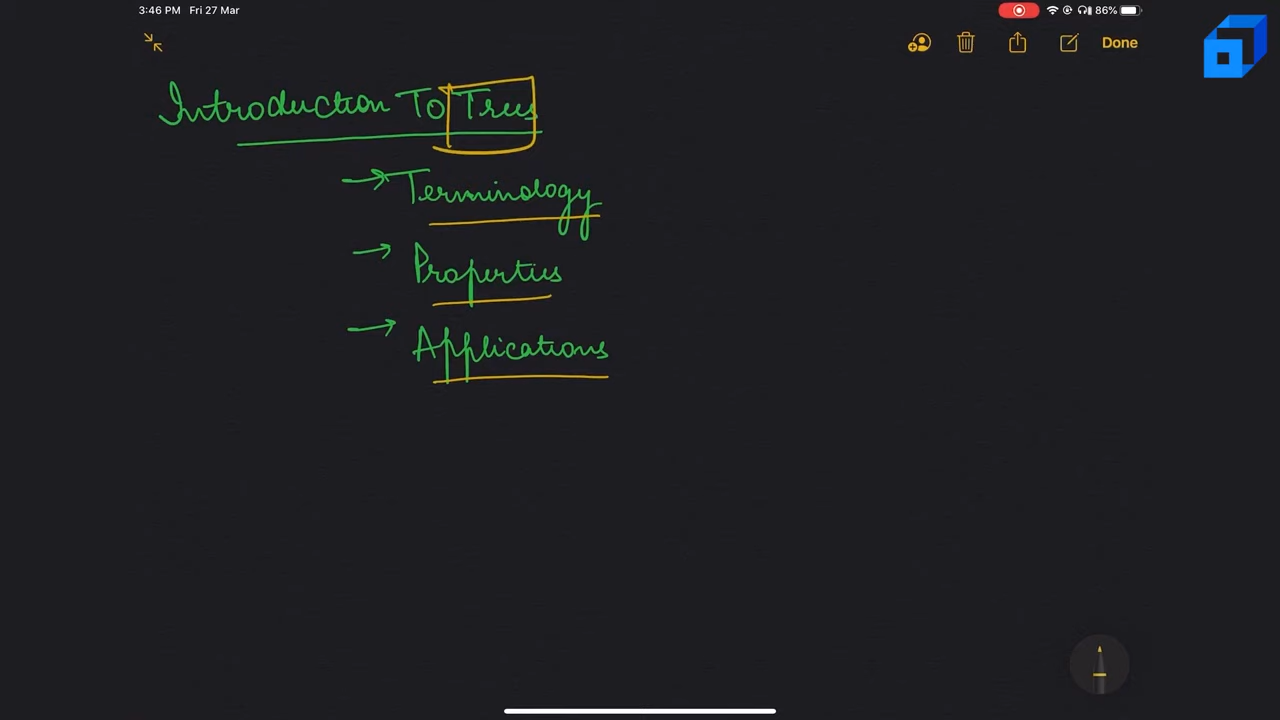 3:46 PM Fri 27 Mar
86%
Done
Introduction To Trees
→ Terminology
→ Properties
→ Applications